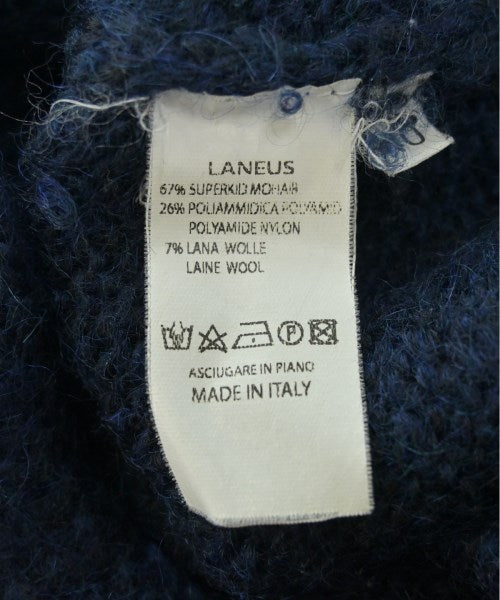 LANEUS
67% SUPERKID MOHAIR
26% POLIAMMIDICA POLYAMID
POLYAMIDE NYLON
7% LANA WOLLE
LAINE WOOL
P
ASCIUGARE IN PIANO
MADE IN ITALY